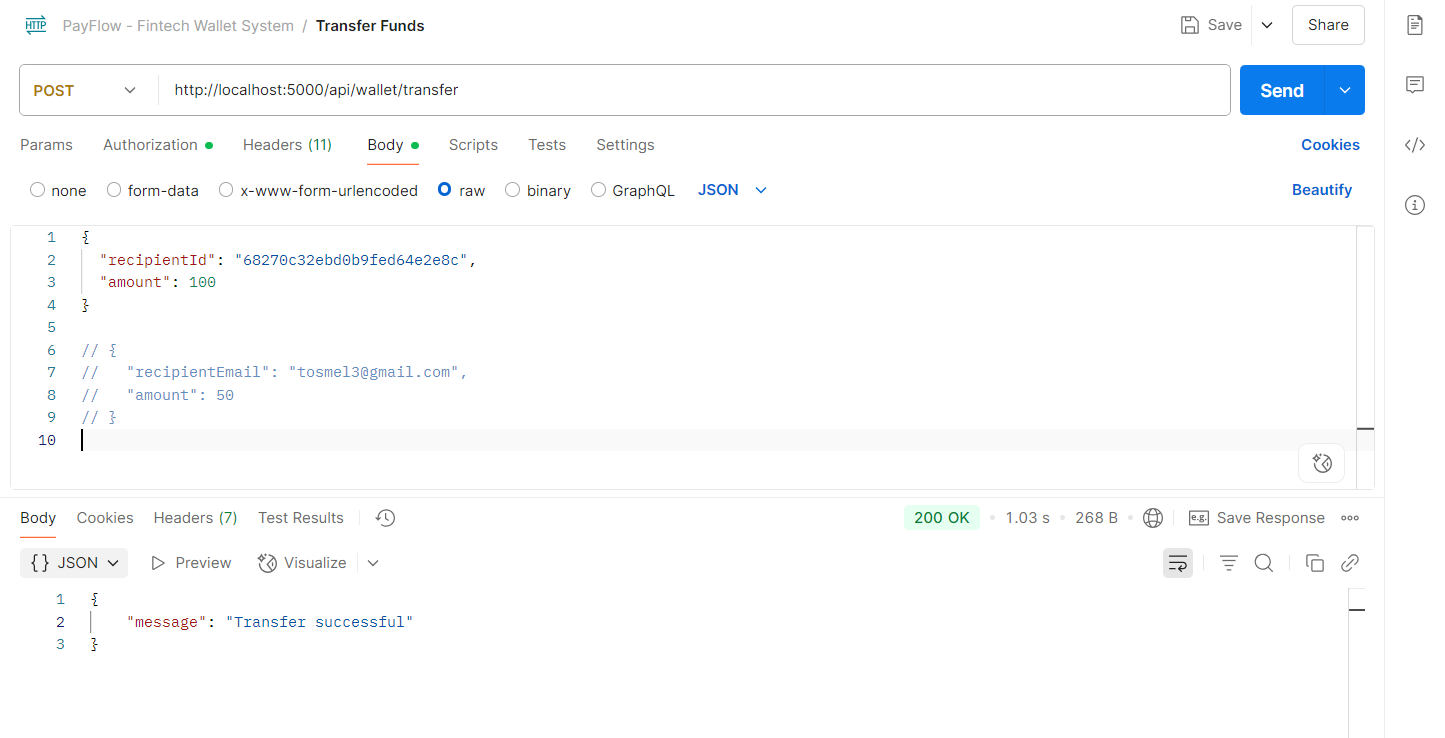 HTTP PayFlow - Fintech Wallet System / Transfer Funds Save Share
POST http://localhost:5000/api/wallet/transfer Send
Params Authorization Headers (11) Body Scripts Tests Settings Cookies
none form-data x-www-form-urlencoded raw binary GraphQL JSON Beautify
1 {
2 "recipientId": "68270c32ebd0b9fed64e2e8c",
3 "amount": 100
4 }
5
6 // {
7 //   "recipientEmail": "tosmel3@gmail.com",
8 //   "amount": 50
9 // }
10
Body Cookies Headers (7) Test Results 200 OK 1.03 s 268 B e.g. Save Response
{} JSON Preview Visualize
1 {
2 "message": "Transfer successful"
3 }